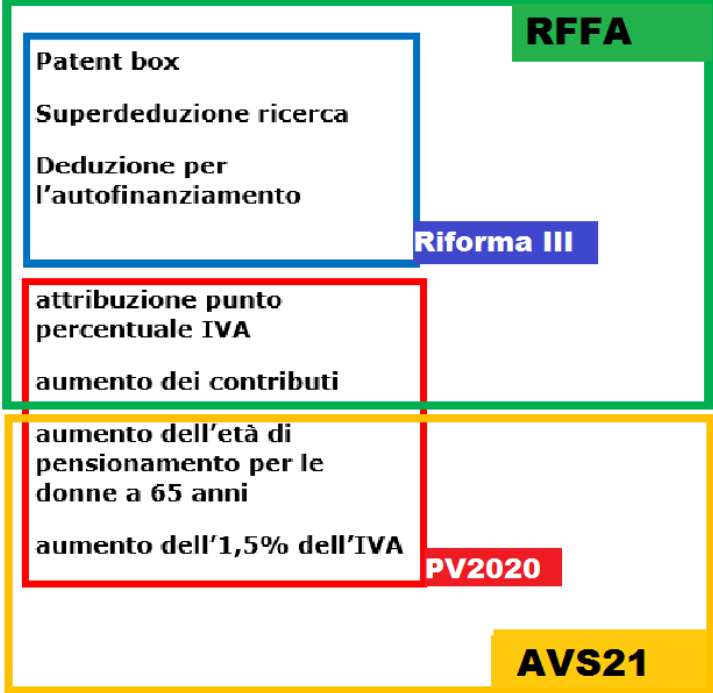 RFFA
Patent box
Superdeduzione ricerca
Deduzione per
l'autofinanziamento
Riforma III
attribuzione punto
percentuale IVA
aumento dei contributi
aumento dell'età di
pensionamento per le
donne a 65 anni
aumento dell'1,5% dell'IVA
PV2020
AVS21